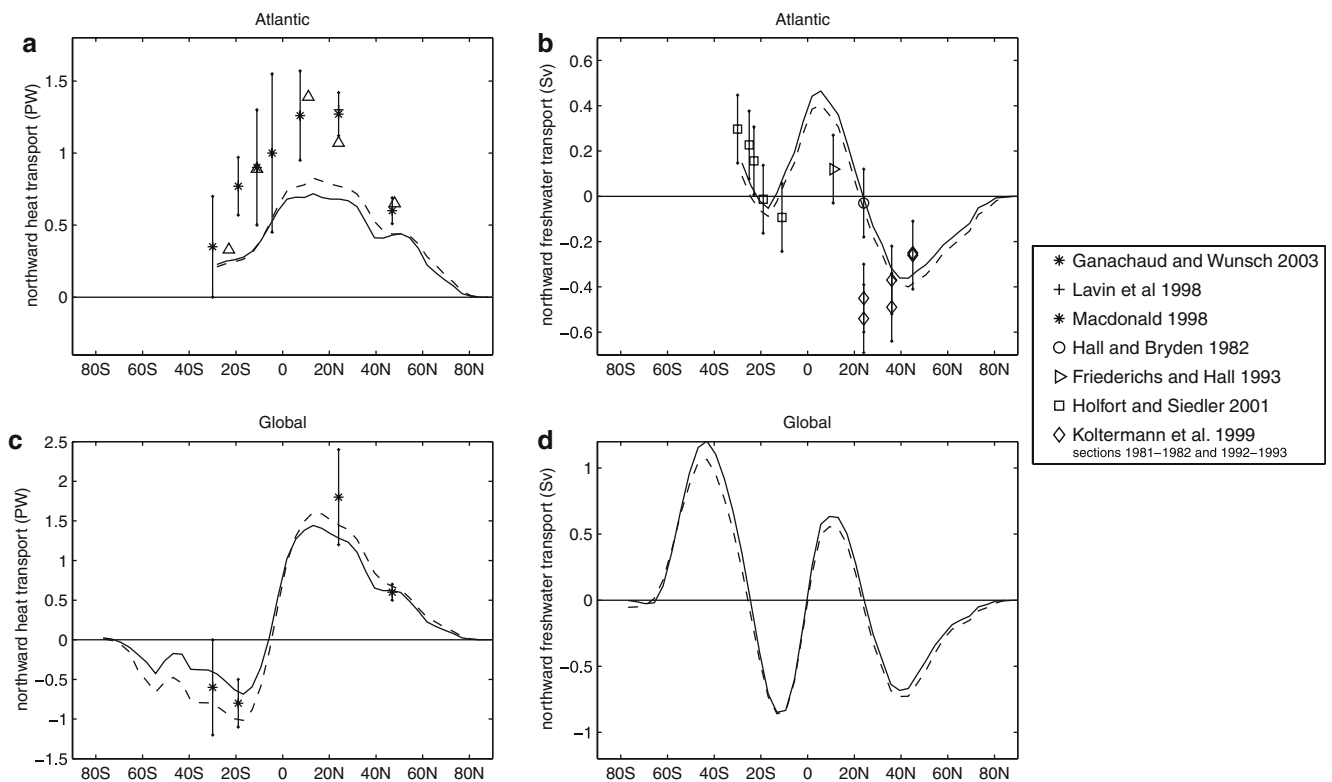 Atlantic
a
northward heat transport (PW)
1.5
1
0.5
0
80S 60S 40S 20S 0 20N 40N 60N 80N
Atlantic
b
northward freshwater transport (Sv)
0.6
0.4
0.2
0
−0.2
−0.4
−0.6
80S 60S 40S 20S 0 20N 40N 60N 80N
Ganachaud and Wunsch 2003
Lavin et al 1998
Macdonald 1998
Hall and Bryden 1982
Friederichs and Hall 1993
Holfort and Siedler 2001
Koltermann et al. 1999
sections 1981–1982 and 1992–1993
Global
c
northward heat transport (PW)
2.5
2
1.5
1
0.5
0
−0.5
−1
−1.5
80S 60S 40S 20S 0 20N 40N 60N 80N
Global
d
northward freshwater transport (Sv)
1
0.5
0
−0.5
−1
80S 60S 40S 20S 0 20N 40N 60N 80N